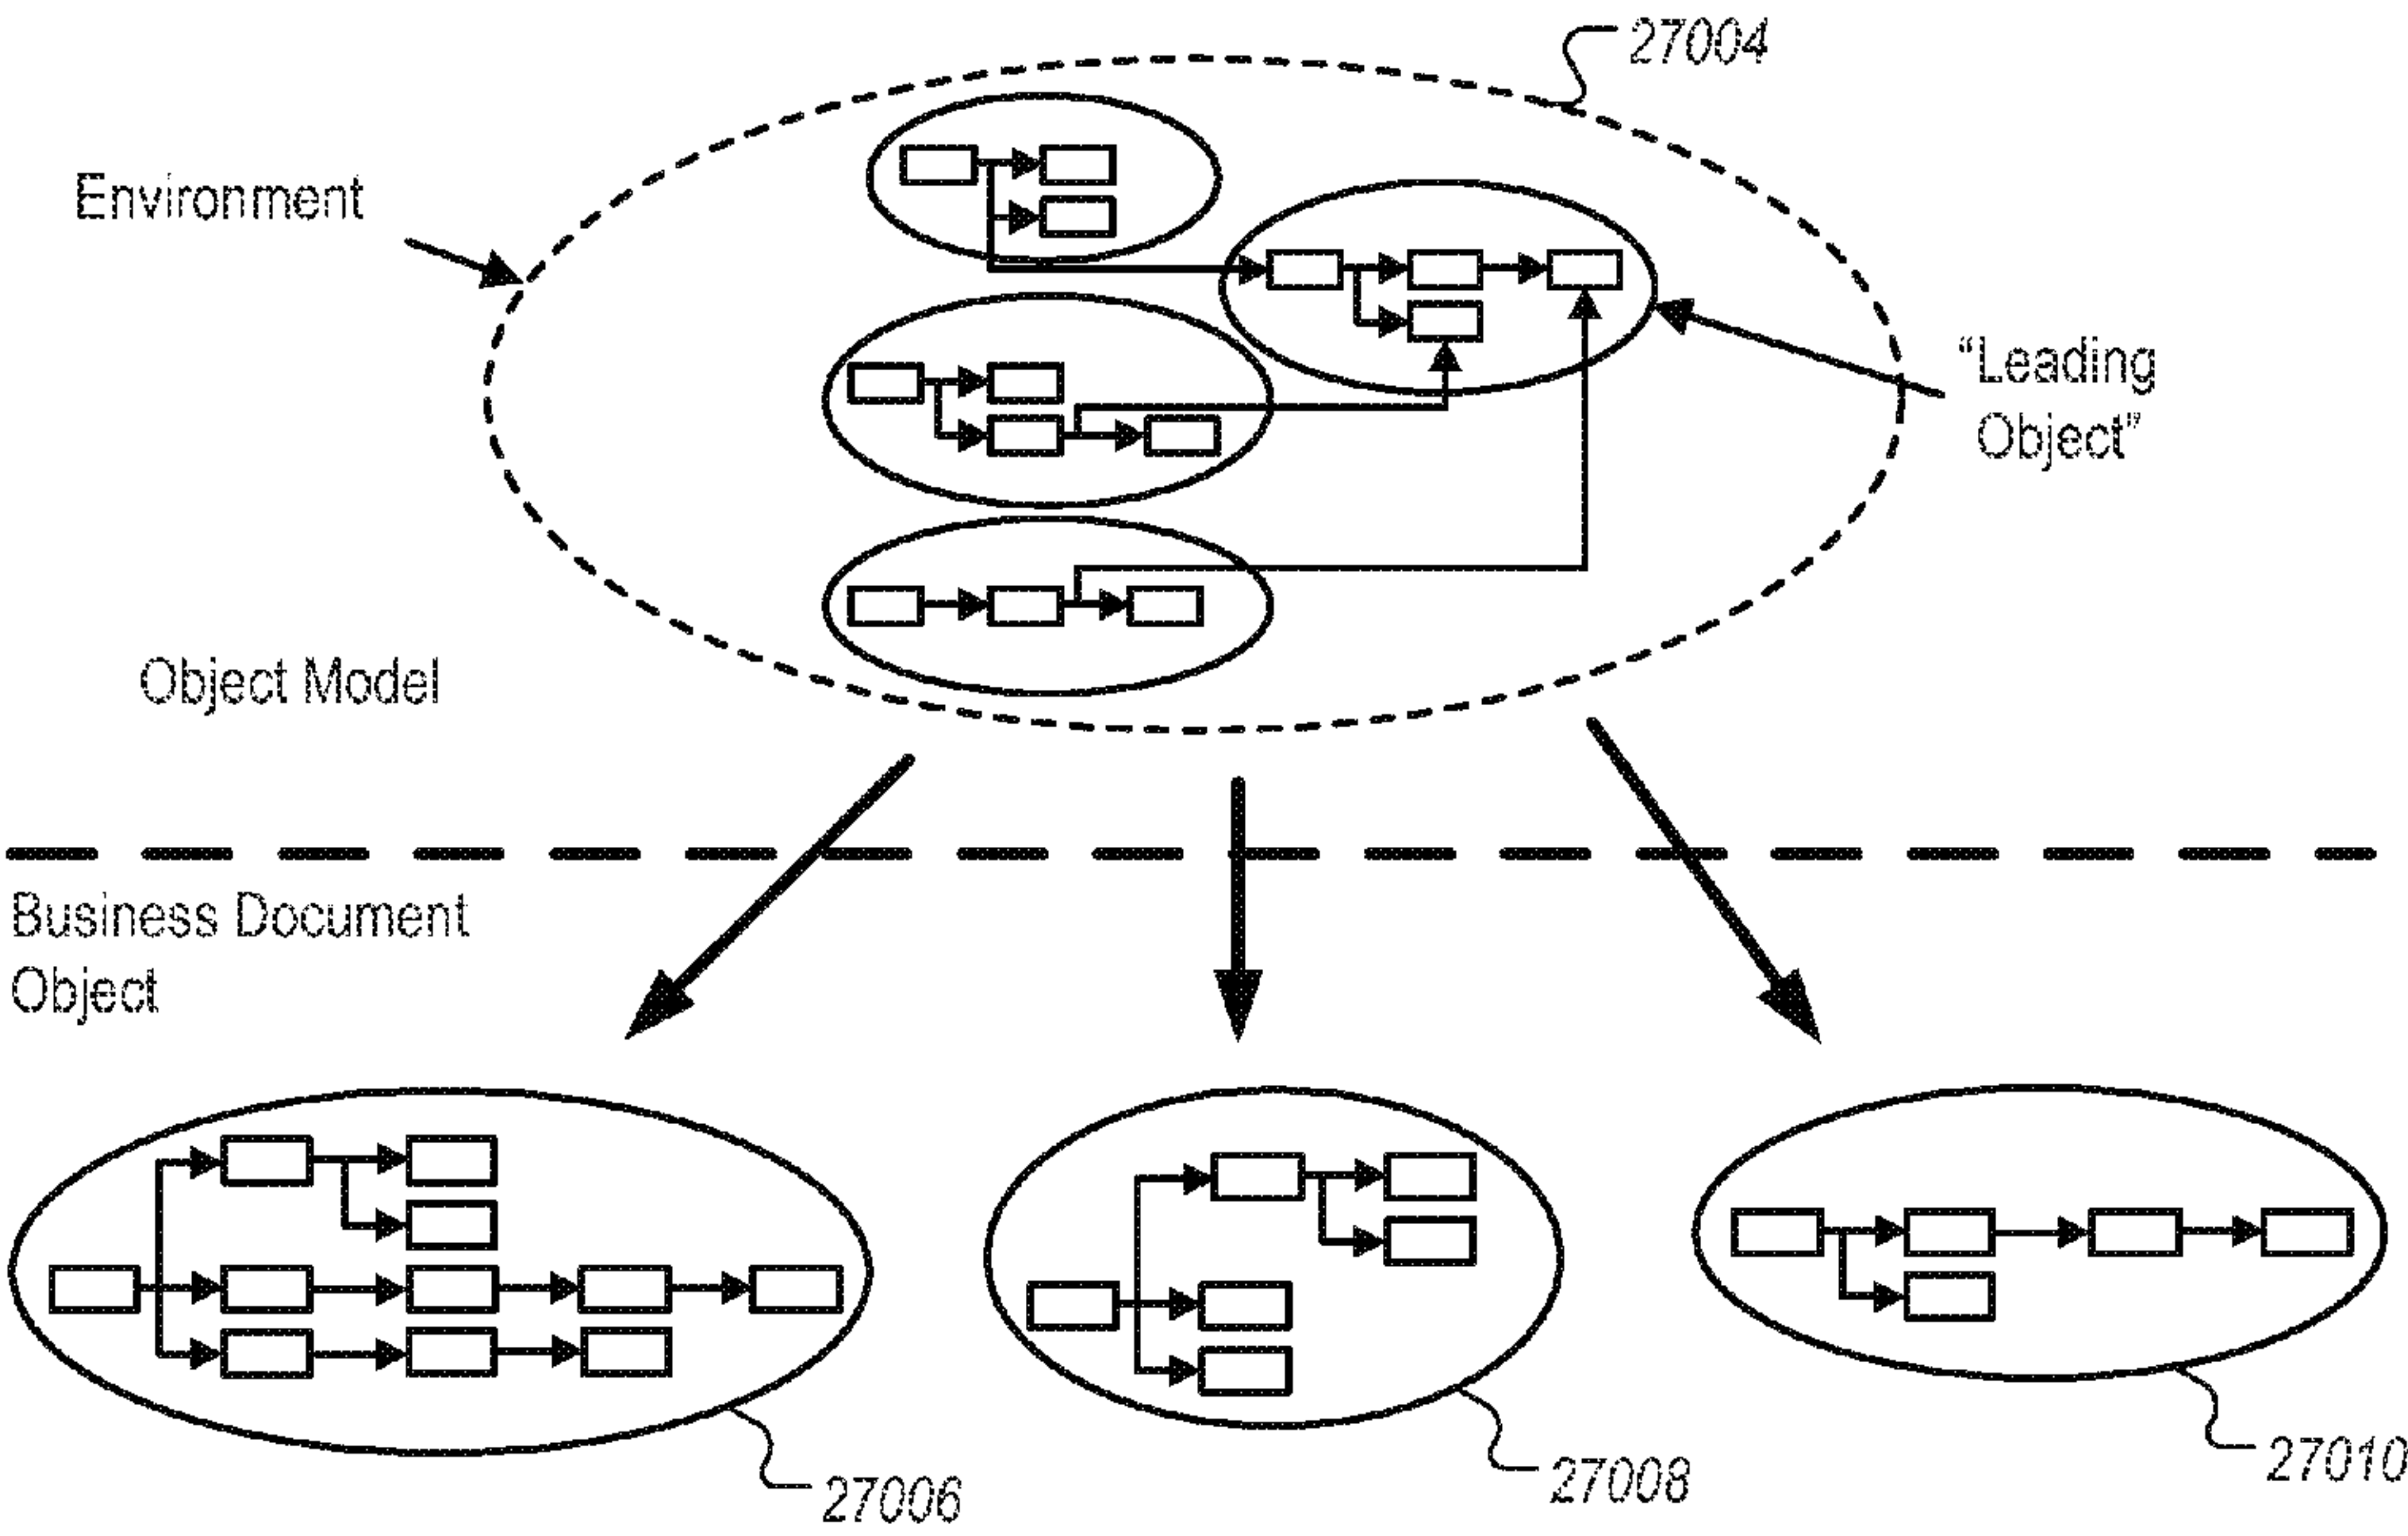 27004
Environment
“Leading
Object”
Object Model
Business Document
Object
27006
27008
27010